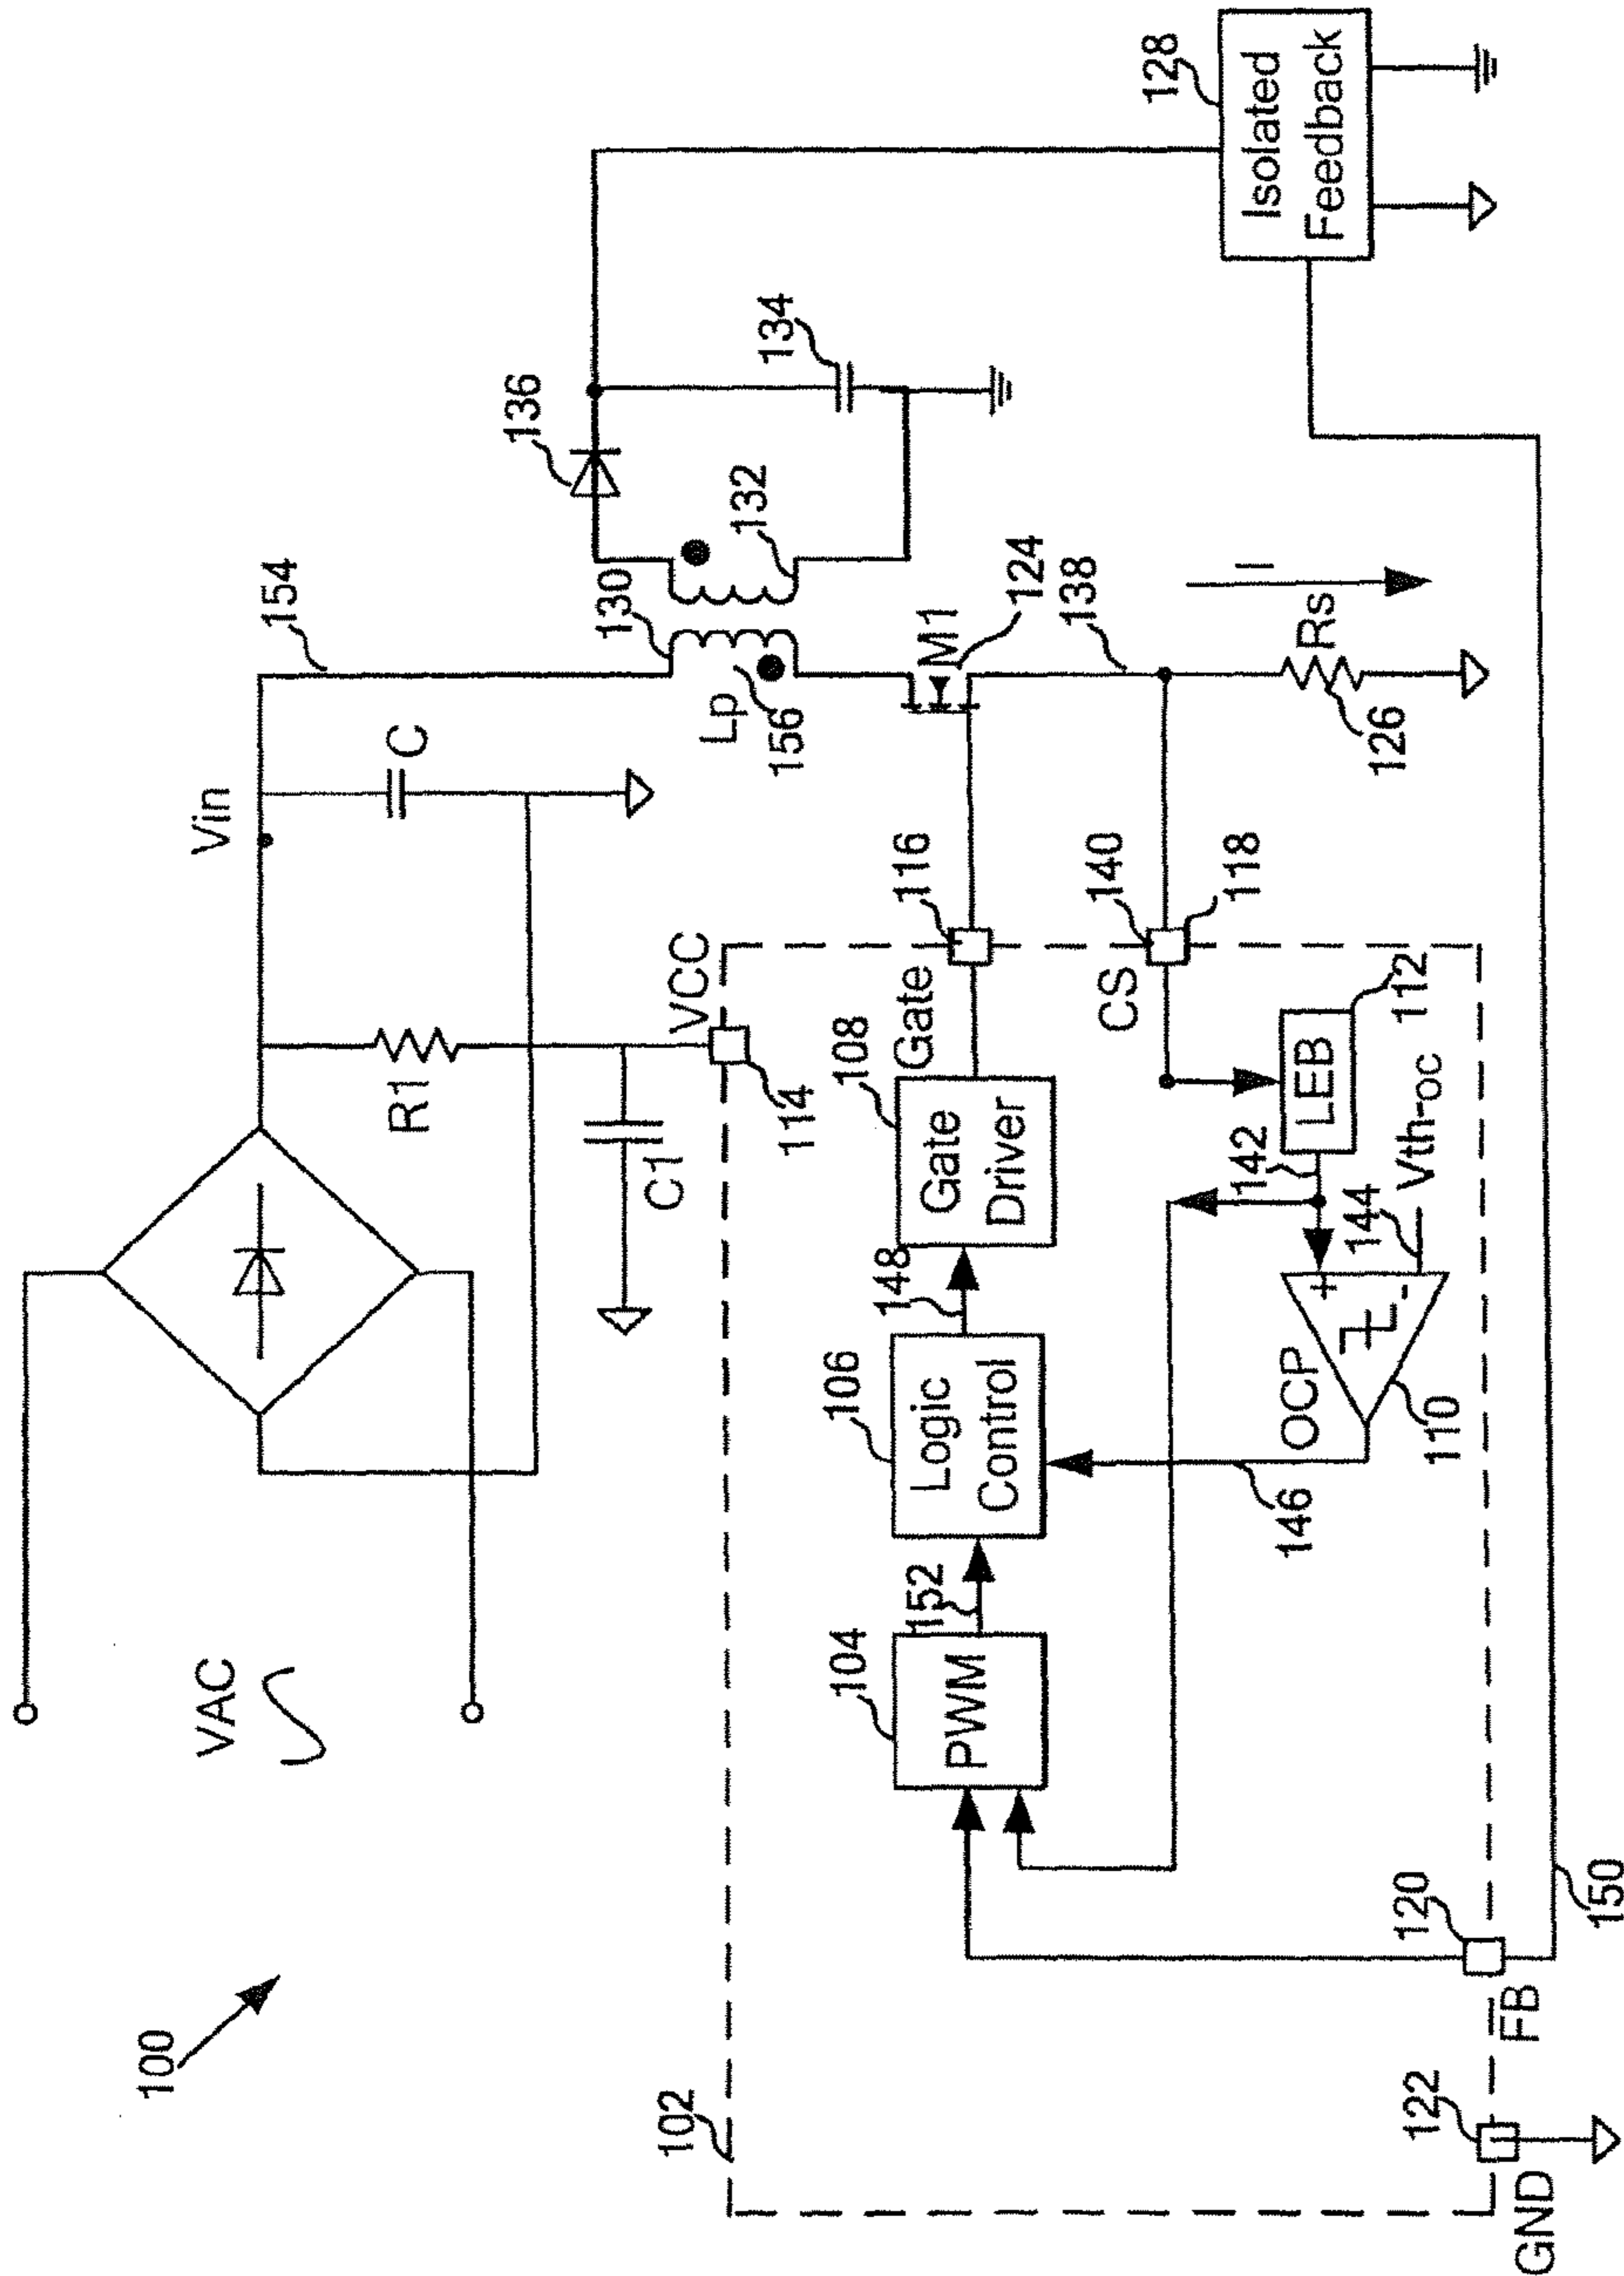 100
VAC
Vin
154
R1
C
C1
VCC
114
130
Lp
156
132
136
134
M1
124
138
I
Rs
126
128
Isolated
Feedback
102
104
PWM
152
106
Logic
Control
148
108
Gate
Driver
Gate
116
CS
140
118
LEB
112
142
144
Vth-oc
+
-
OCP
110
146
120
FB
150
122
GND